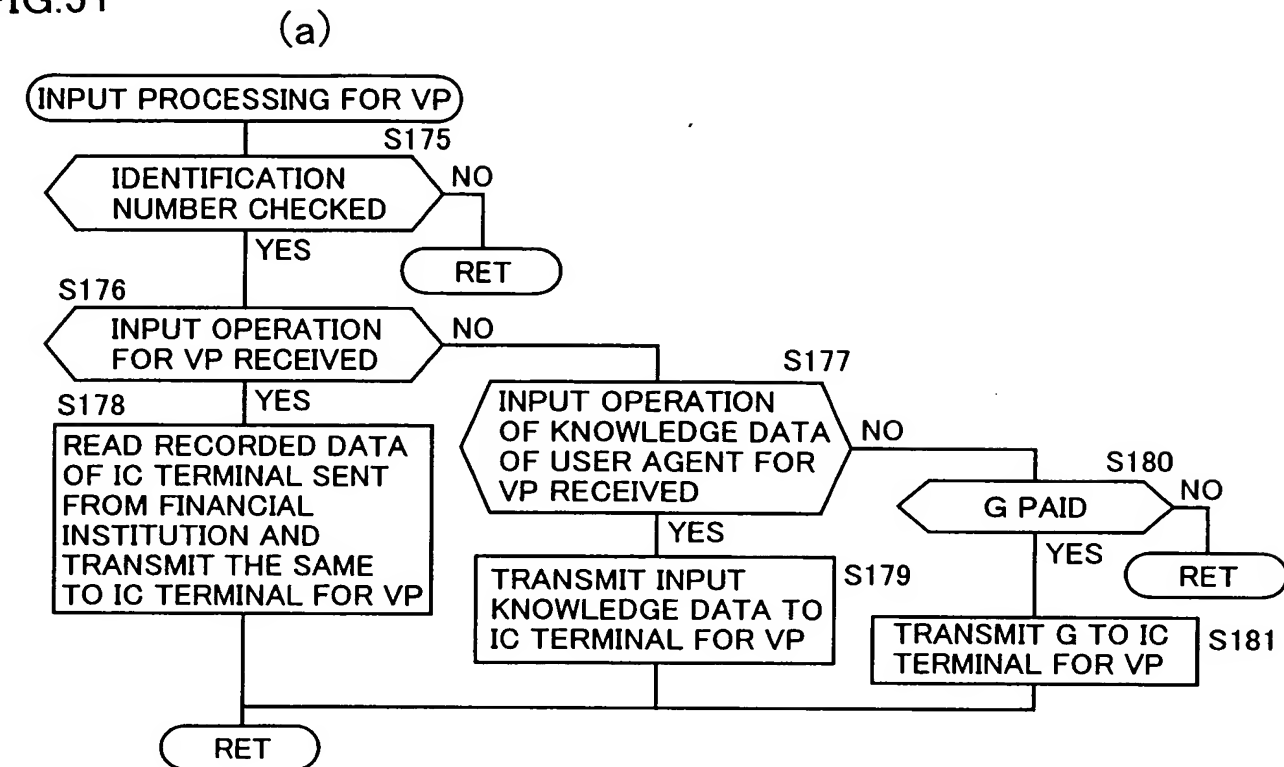 FIG.31
(a)
INPUT PROCESSING FOR VP
S175
IDENTIFICATION
NUMBER CHECKED
NO
YES
RET
S176
INPUT OPERATION
FOR VP RECEIVED
NO
YES
S177
INPUT OPERATION
OF KNOWLEDGE DATA
OF USER AGENT FOR
VP RECEIVED
NO
YES
S178
READ RECORDED DATA
OF IC TERMINAL SENT
FROM FINANCIAL
INSTITUTION AND
TRANSMIT THE SAME
TO IC TERMINAL FOR VP
S180
G PAID
NO
YES
RET
TRANSMIT INPUT
KNOWLEDGE DATA TO
IC TERMINAL FOR VP
S179
TRANSMIT G TO IC
TERMINAL FOR VP
S181
RET